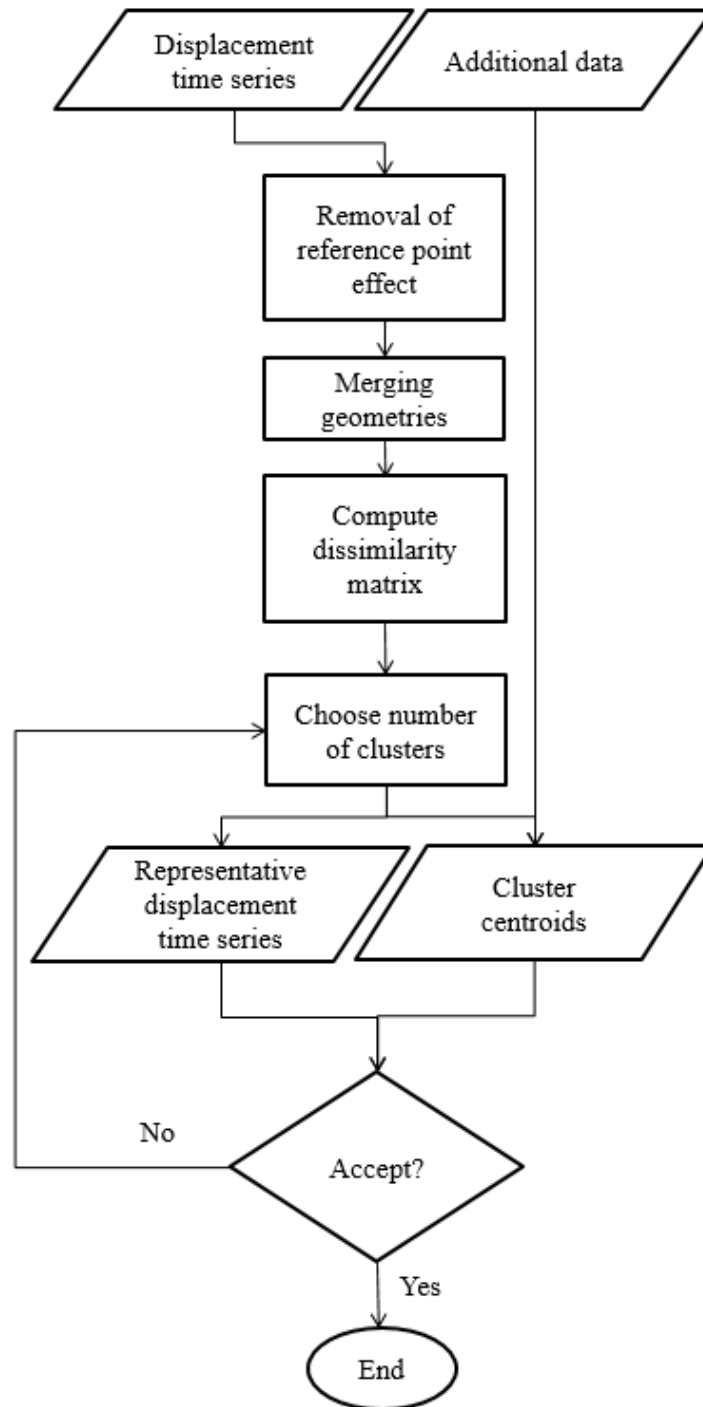 Displacement
time series
Additional data
Removal of
reference point
effect
Merging
geometries
Compute
dissimilarity
matrix
Choose number
of clusters
Representative
displacement
time series
Cluster
centroids
No
Accept?
Yes
End